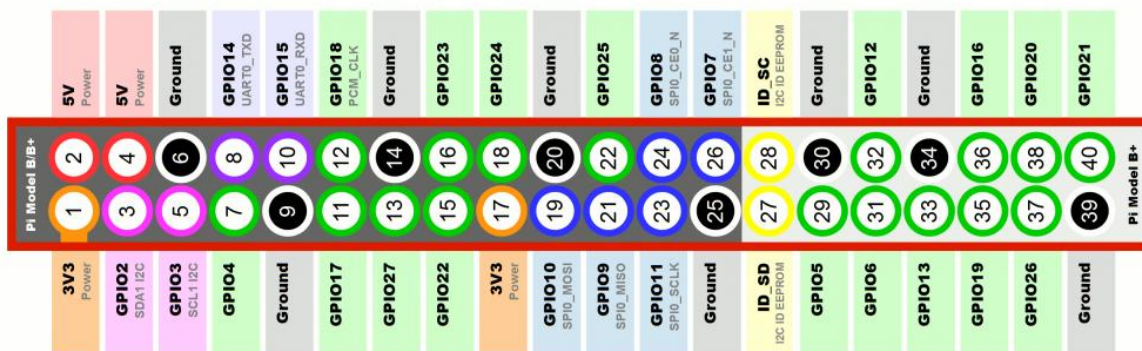 5V
Power
5V
Power
Ground
GPIO14
UART0_TXD
GPIO15
UART0_RXD
GPIO18
PCM_CLK
Ground
GPIO23
GPIO24
Ground
GPIO25
GPIO8
SPI0_CE0_N
GPIO7
SPI0_CE1_N
ID_SC
I2C ID EEPROM
Ground
GPIO12
Ground
GPIO16
GPIO20
GPIO21
Pi Model B/B+
2 4 6 8 10 12 14 16 18 20 22 24 26 28 30 32 34 36 38 40
1 3 5 7 9 11 13 15 17 19 21 23 25 27 29 31 33 35 37 39
Pi Model B+
3V3
Power
GPIO2
SDA1 I2C
GPIO3
SCL1 I2C
GPIO4
Ground
GPIO17
GPIO27
GPIO22
3V3
Power
GPIO10
SPI0_MOSI
GPIO9
SPI0_MISO
GPIO11
SPI0_SCLK
Ground
ID_SD
I2C ID EEPROM
GPIO5
GPIO6
GPIO13
GPIO19
GPIO26
Ground